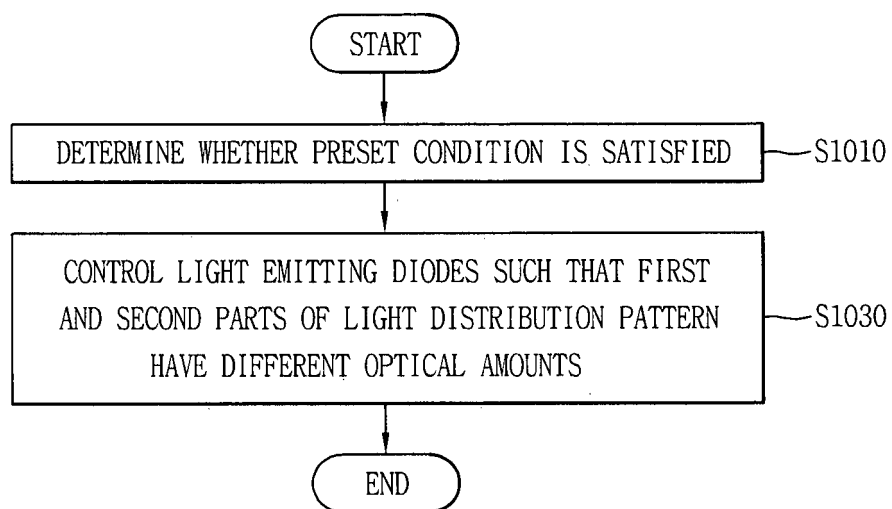 START
DETERMINE WHETHER PRESET CONDITION IS SATISFIED
S1010
CONTROL LIGHT EMITTING DIODES SUCH THAT FIRST
AND SECOND PARTS OF LIGHT DISTRIBUTION PATTERN
HAVE DIFFERENT OPTICAL AMOUNTS
S1030
END